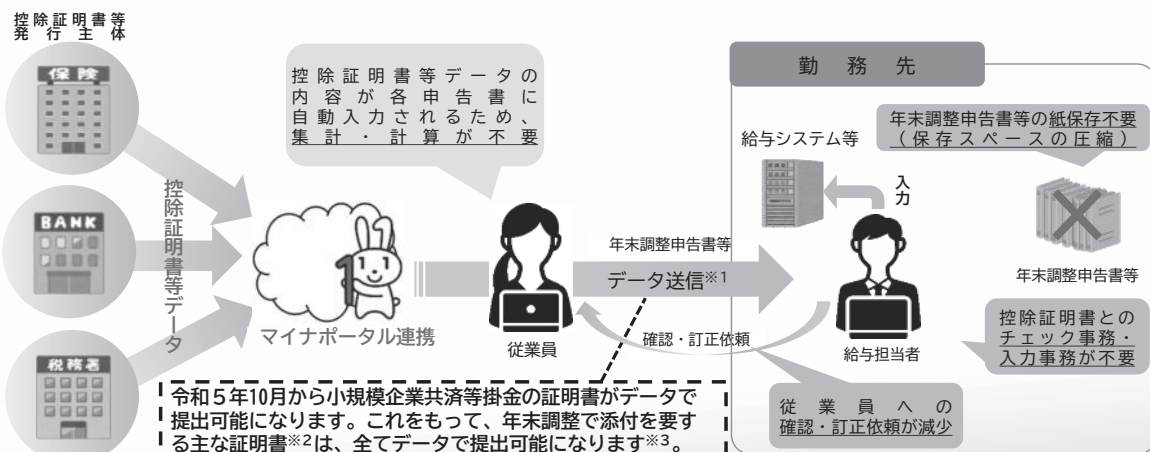 控除証明書等
発行主体
保険
BANK
税務署
控除証明書等データ
控除証明書等データの
内容が各申告書に
自動入力されるため、
集計・計算が不要
マイナポータル連携
従業員
年末調整申告書等
データ送信※1
確認・訂正依頼
令和5年10月から小規模企業共済等掛金の証明書がデータで
提出可能になります。これをもって、年末調整で添付を要す
る主な証明書※2は、全てデータで提出可能になります※3。
勤務先
給与システム等
入力
給与担当者
年末調整申告書等の紙保存不要
(保存スペースの圧縮)
年末調整申告書等
控除証明書との
チェック事務・
入力事務が不要
従業員への
確認・訂正依頼が減少